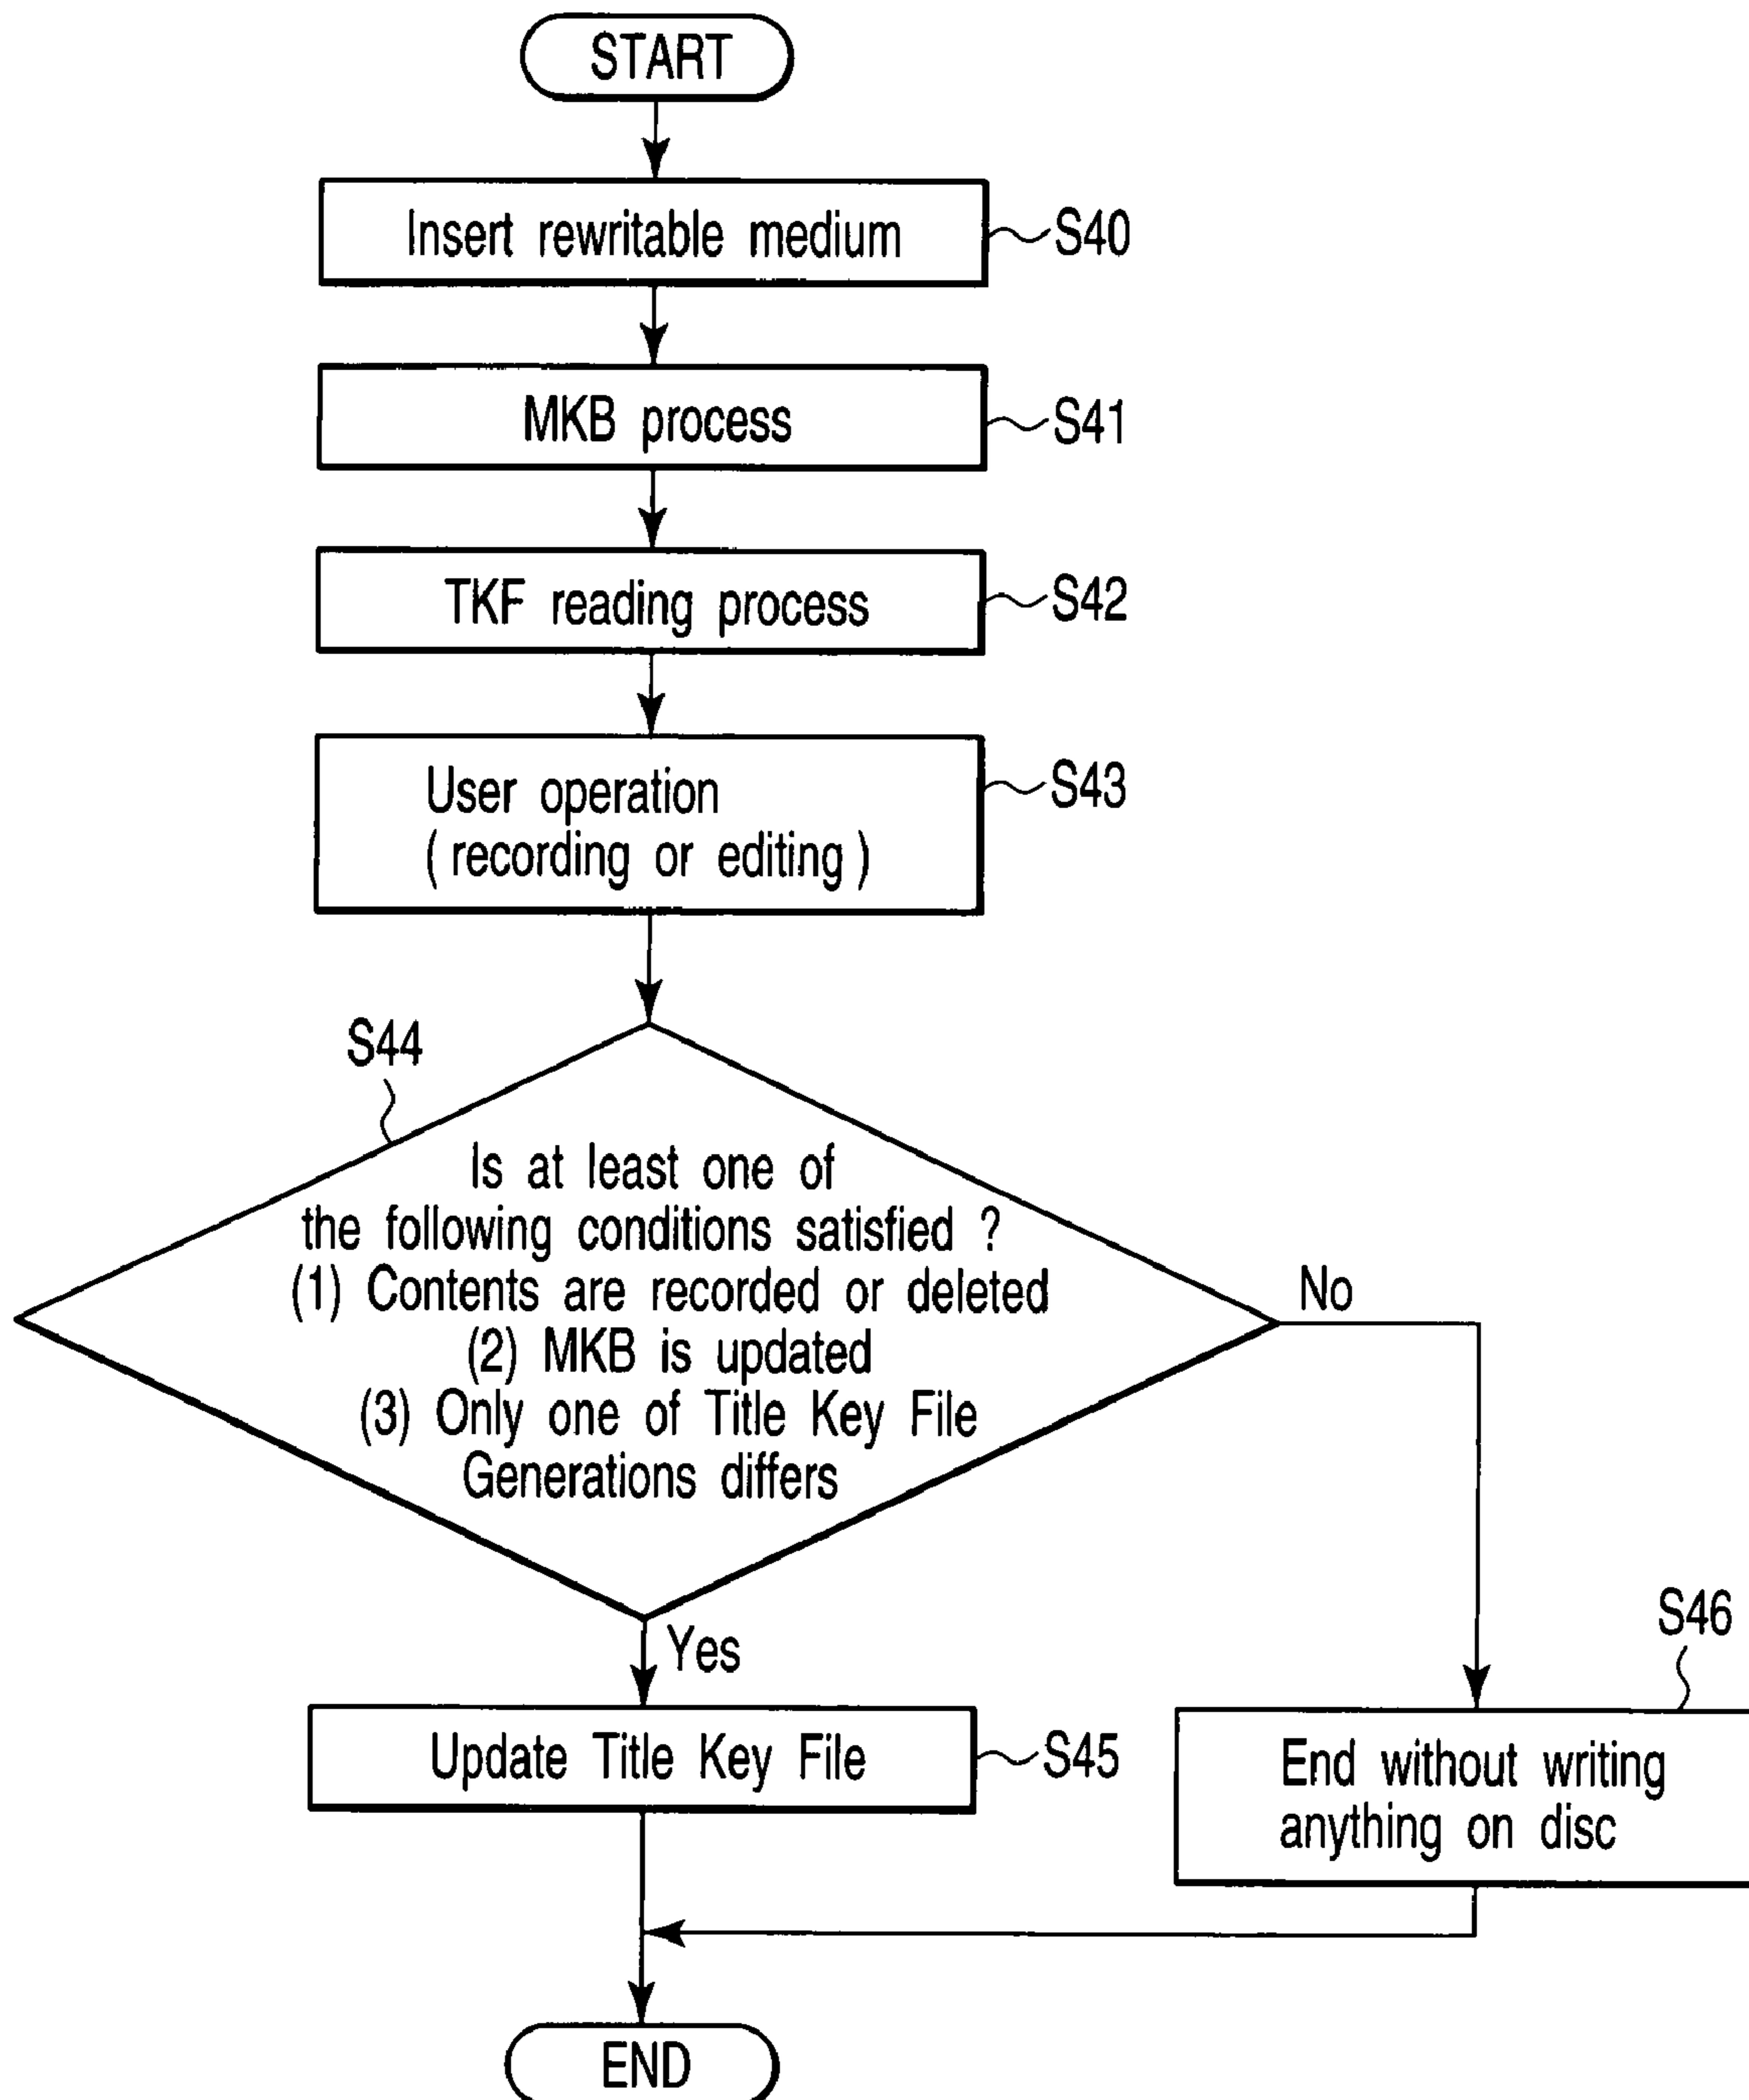 START
Insert rewritable medium
S40
MKB process
S41
TKF reading process
S42
User operation
(recording or editing)
S43
S44
Is at least one of
the following conditions satisfied ?
(1) Contents are recorded or deleted
(2) MKB is updated
(3) Only one of Title Key File
Generations differs
No
Yes
Update Title Key File
S45
S46
End without writing
anything on disc
END